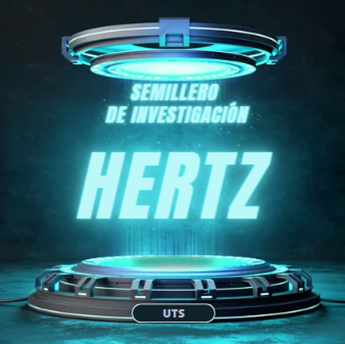 SEMILLERO
DE INVESTIGACIÓN
HERTZ
UTS